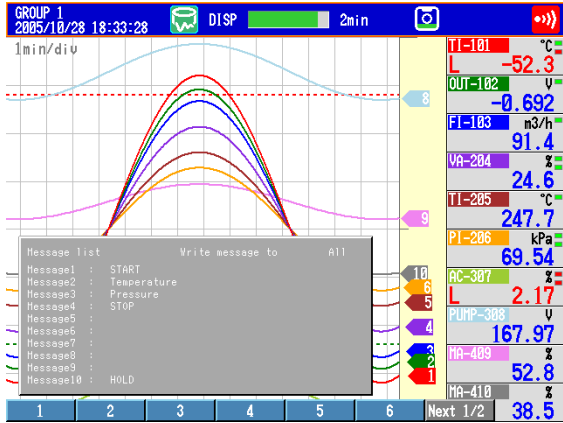 GROUP 1
2005/10/28 18:33:28
DISP
2min
1min/div
8
9
10
6
5
4
3
2
1
TI-101 °C
L -52.3
OUT-102 V
-0.692
FI-103 m3/h
91.4
VA-204 %
24.6
TI-205 °C
247.7
PI-206 kPa
69.54
AC-307 %
L 2.17
PUMP-308 V
167.97
MA-409 %
52.8
MA-410 %
38.5
Message list Write message to All
Message1 : START
Message2 : Temperature
Message3 : Pressure
Message4 : STOP
Message5 :
Message6 :
Message7 :
Message8 :
Message9 :
Message10 : HOLD
1 2 3 4 5 6 Next 1/2